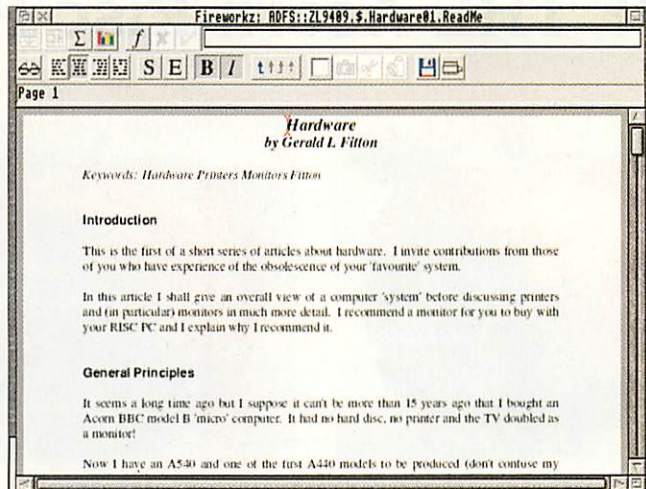 Fireworkz: ADFS::ZL9409.$.Hardware01.ReadMe
Σ f
S E B I
Page 1
Hardware
by Gerald L Fitton
Keywords: Hardware Printers Monitors Fitton
Introduction
This is the first of a short series of articles about hardware. I invite contributions from those
of you who have experience of the obsolescence of your 'favourite' system.
In this article I shall give an overall view of a computer 'system' before discussing printers
and (in particular) monitors in much more detail. I recommend a monitor for you to buy with
your RISC PC and I explain why I recommend it.
General Principles
It seems a long time ago but I suppose it can't be more than 15 years ago that I bought an
Acorn BBC model B 'micro' computer. It had no hard disc, no printer and the TV doubled as
a monitor!
Now I have an A540 and one of the first A440 models to be produced (don't confuse my